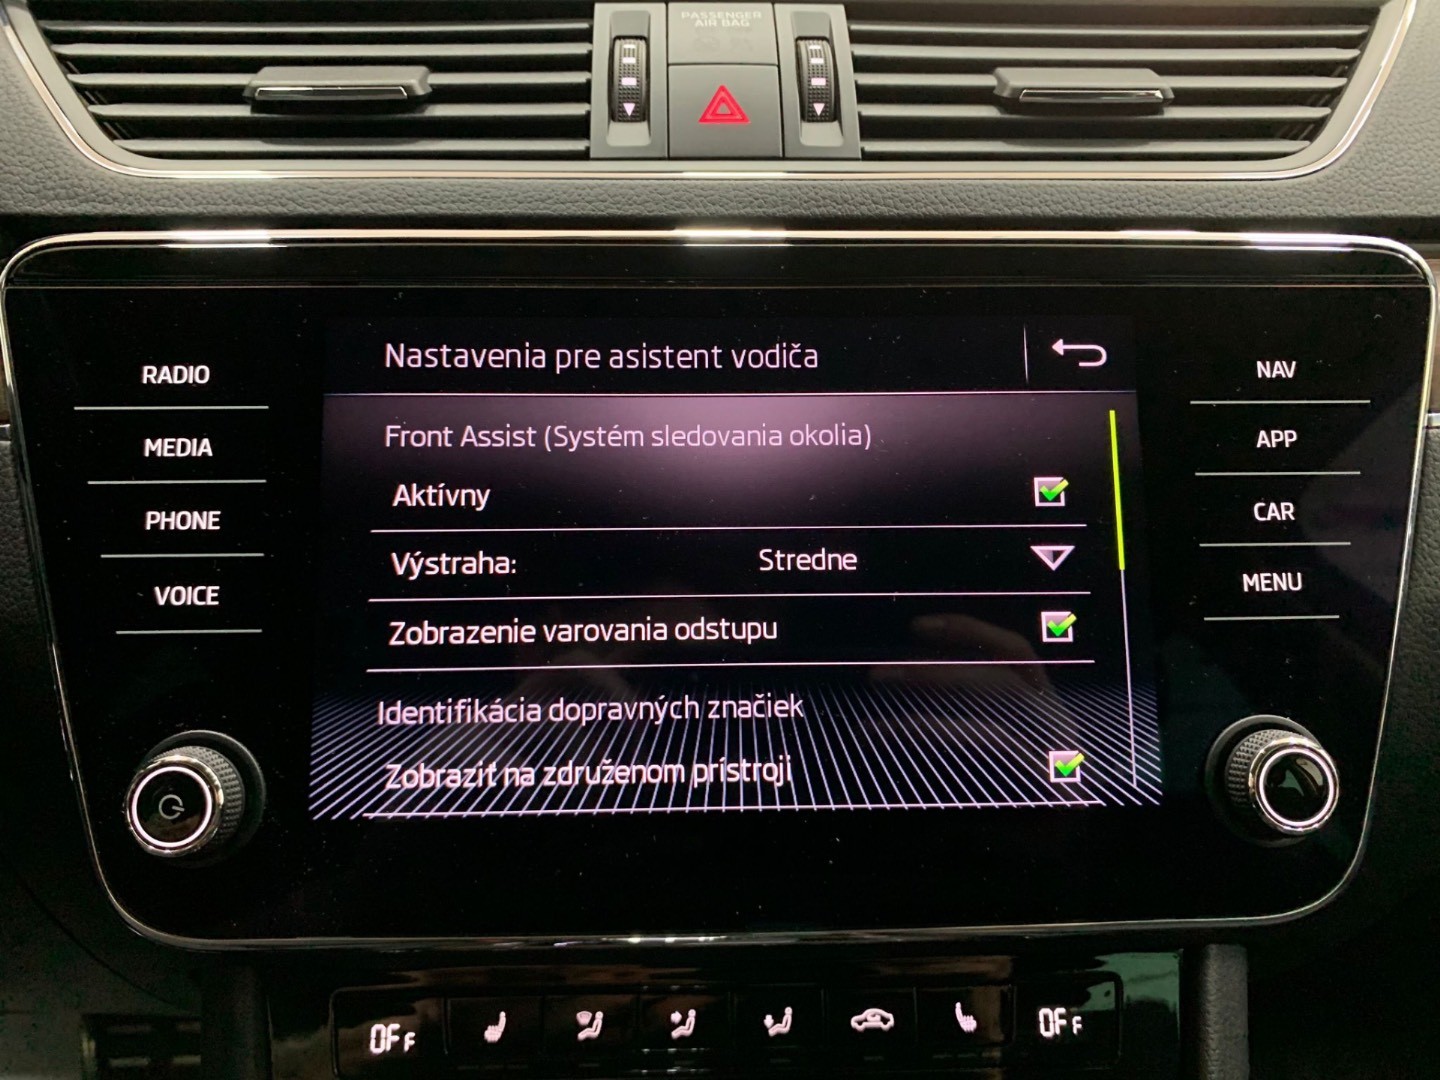 PASSENGER
AIR BAG
RADIO
MEDIA
PHONE
VOICE
Nastavenia pre asistent vodiča
Front Assist (Systém sledovania okolia)
Aktívny
Výstraha: Stredne
Zobrazenie varovania odstupu
Identifikácia dopravných značiek
Zobraziť na združenom prístroji
NAV
APP
CAR
MENU
OFF
OFF